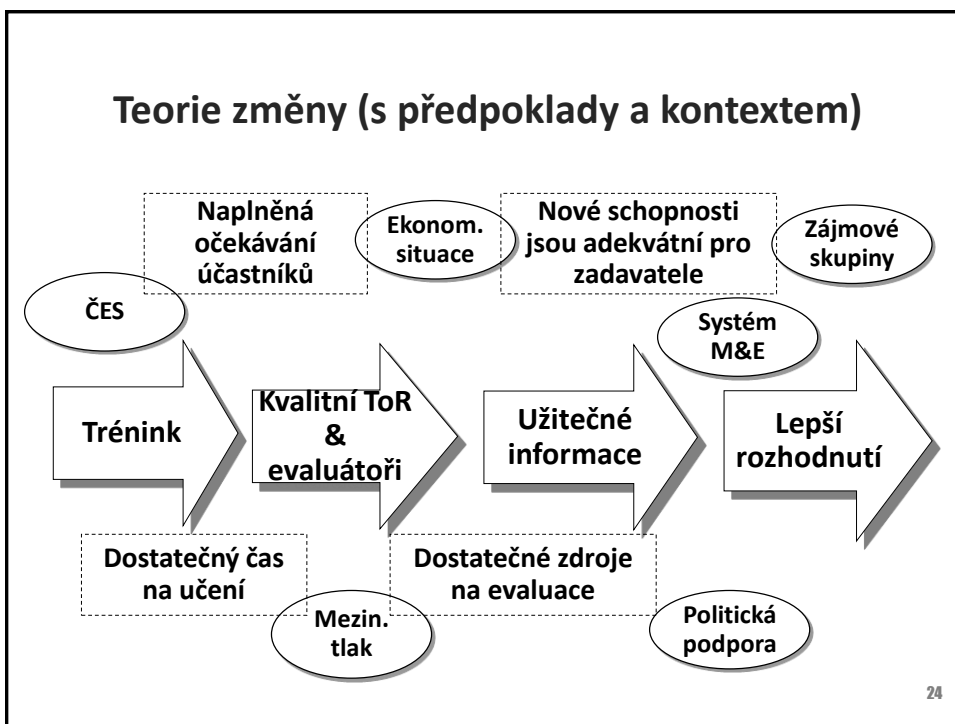 Teorie změny (s předpoklady a kontextem)
Naplněná
očekávání
účastníků
Ekonom.
situace
Nové schopnosti
jsou adekvátní pro
zadavatele
Zájmové
skupiny
ČES
Systém
M&E
Trénink
Kvalitní ToR
&
evaluátoři
Užitečné
informace
Lepší
rozhodnutí
Dostatečný čas
na učení
Dostatečné zdroje
na evaluace
Mezin.
tlak
Politická
podpora
24